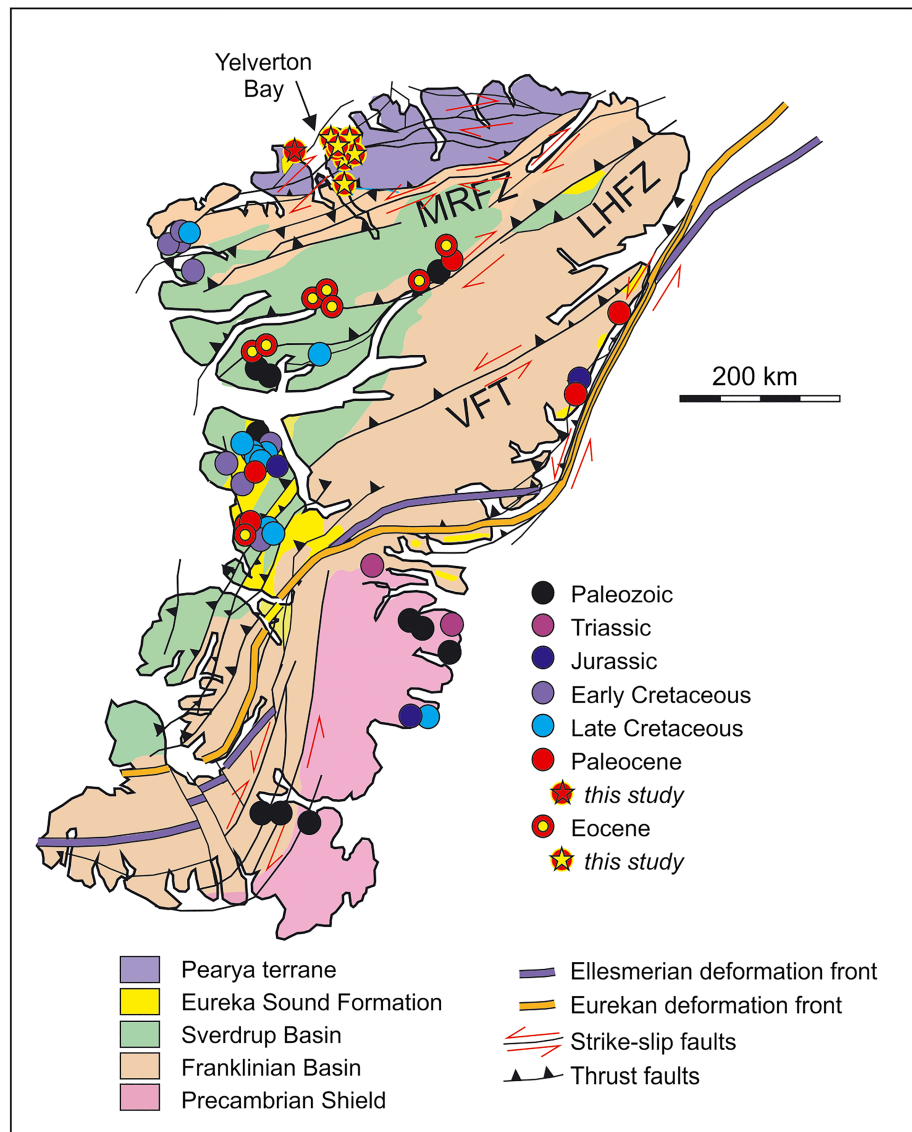 Yelverton
Bay
MRFZ
LHFZ
VFT
200 km
Paleozoic
Triassic
Jurassic
Early Cretaceous
Late Cretaceous
Paleocene
this study
Eocene
this study
Pearya terrane
Eureka Sound Formation
Sverdrup Basin
Franklinian Basin
Precambrian Shield
Ellesmerian deformation front
Eurekan deformation front
Strike-slip faults
Thrust faults